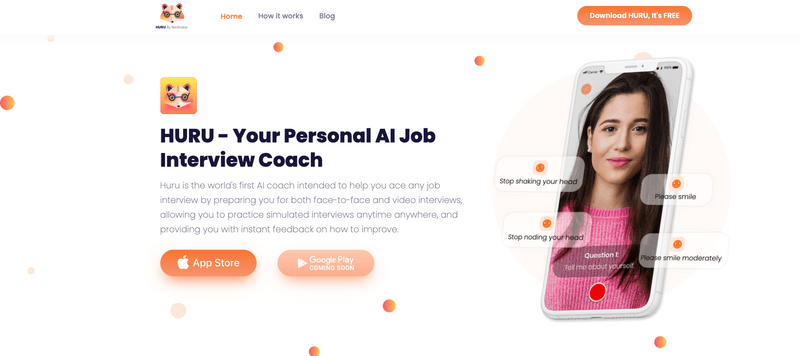 HURU By Beatview
Home
How it works
Blog
Download HURU, It's FREE
HURU - Your Personal AI Job
Interview Coach
Huru is the world's first AI coach intended to help you ace any job
interview by preparing you for both face-to-face and video interviews,
allowing you to practice simulated interviews anytime anywhere, and
providing you with instant feedback on how to improve.
App Store
Google Play
COMING SOON
Stop shaking your head
Please smile
Stop noding your head
Please smile moderately
Question 1:
Tell me about yourself.